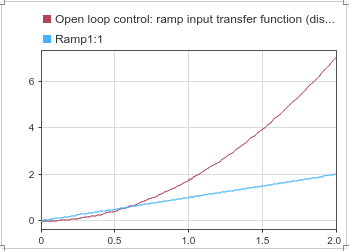 Open loop control: ramp input transfer function (dis...
Ramp1:1
6
4
2
0
0 0.5 1.0 1.5 2.0